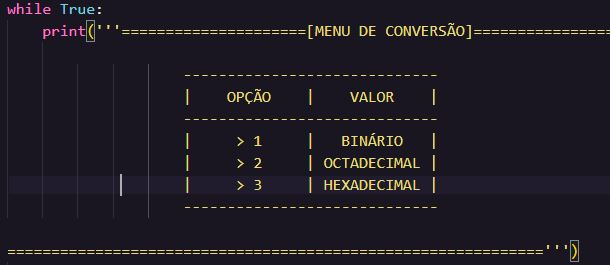 while True:
print('''=====================[MENU DE CONVERSÃO]================
-----------------------------
| OPÇÃO | VALOR |
-----------------------------
| > 1 | BINÁRIO |
| > 2 | OCTADECIMAL |
| > 3 | HEXADECIMAL |
-----------------------------
=============================================================''')